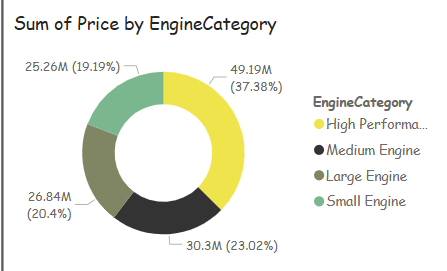 Sum of Price by EngineCategory
25.26M (19.19%)
49.19M
(37.38%)
EngineCategory
High Performa...
Medium Engine
Large Engine
Small Engine
26.84M
(20.4%)
30.3M (23.02%)